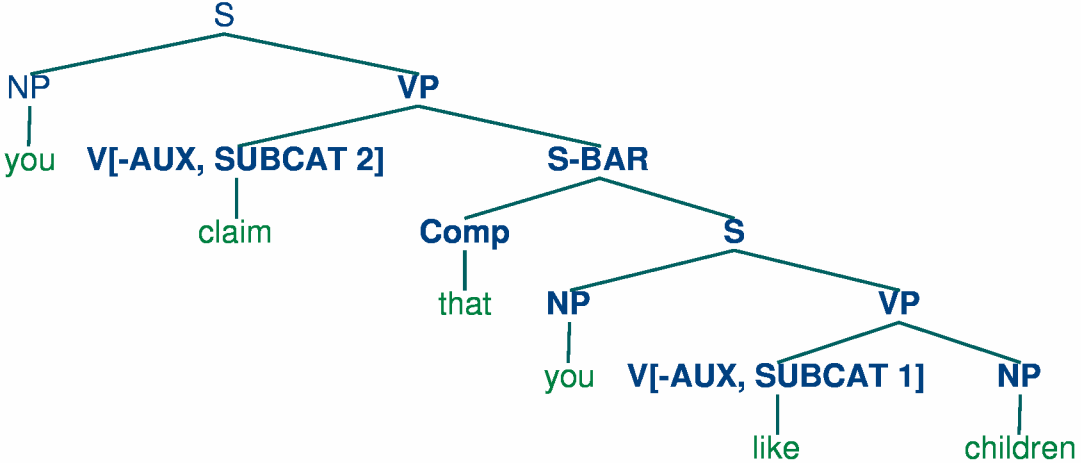 S
NP VP
you V[-AUX, SUBCAT 2] S-BAR
claim Comp S
that NP VP
you V[-AUX, SUBCAT 1] NP
like children